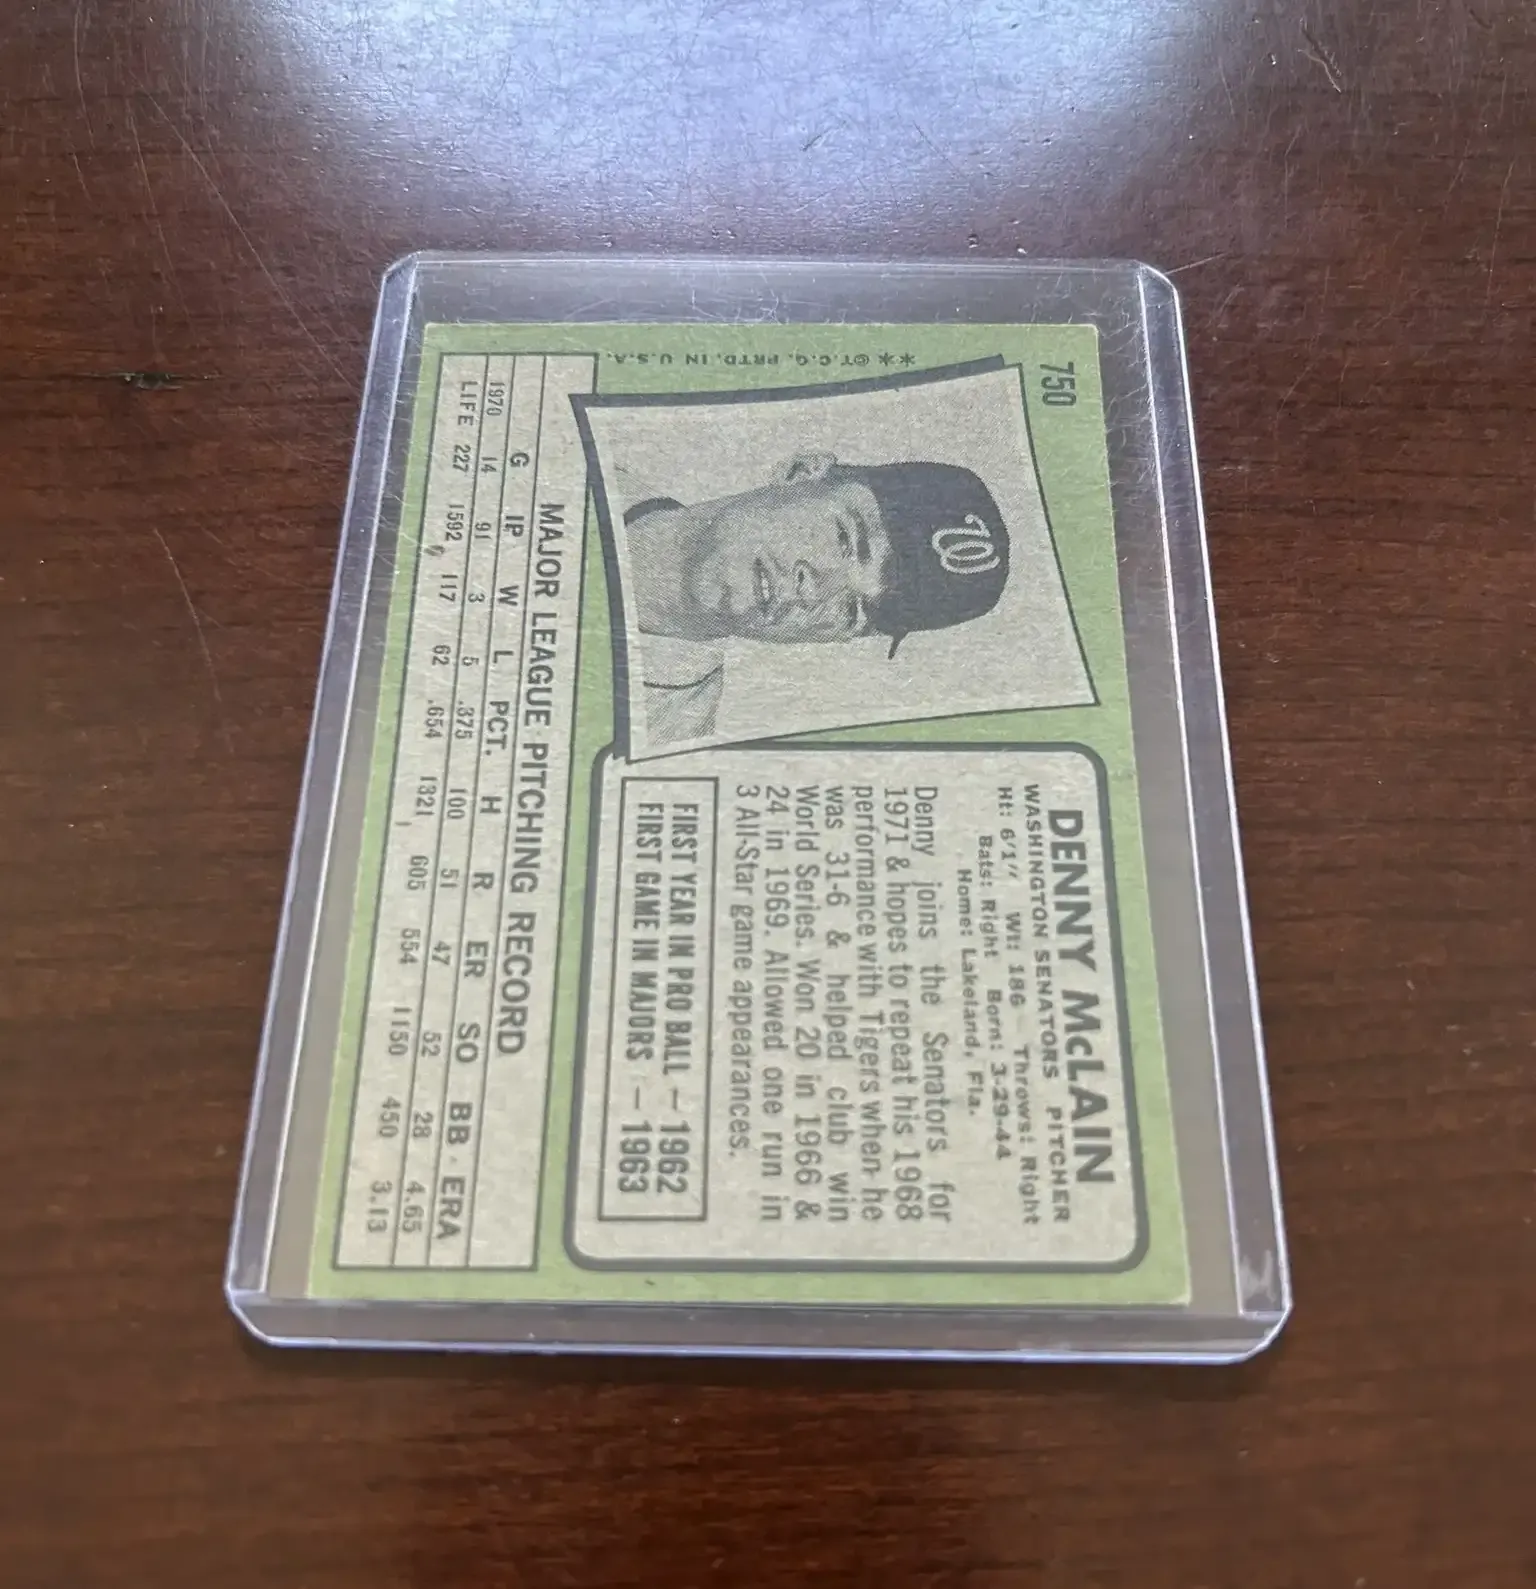 750
**©T.C.G. PRTD. IN U.S.A.
W
DENNY McLAIN
WASHINGTON SENATORS PITCHER
Ht: 6'1" Wt: 186 Throws: Right
Bats: Right Born: 3-29-44
Home: Lakeland, Fla.
Denny joins the Senators for
1971 & hopes to repeat his 1968
performance with Tigers when he
was 31-6 & helped club win
World Series. Won 20 in 1966 &
24 in 1969. Allowed one run in
3 All-Star game appearances.
FIRST YEAR IN PRO BALL — 1962
FIRST GAME IN MAJORS — 1963
MAJOR LEAGUE PITCHING RECORD
G IP W L PCT. H R ER SO BB ERA
1970 14 91 3 5 .375 100 51 47 52 28 4.65
LIFE 227 1592 117 62 .654 1321 605 554 1150 450 3.13